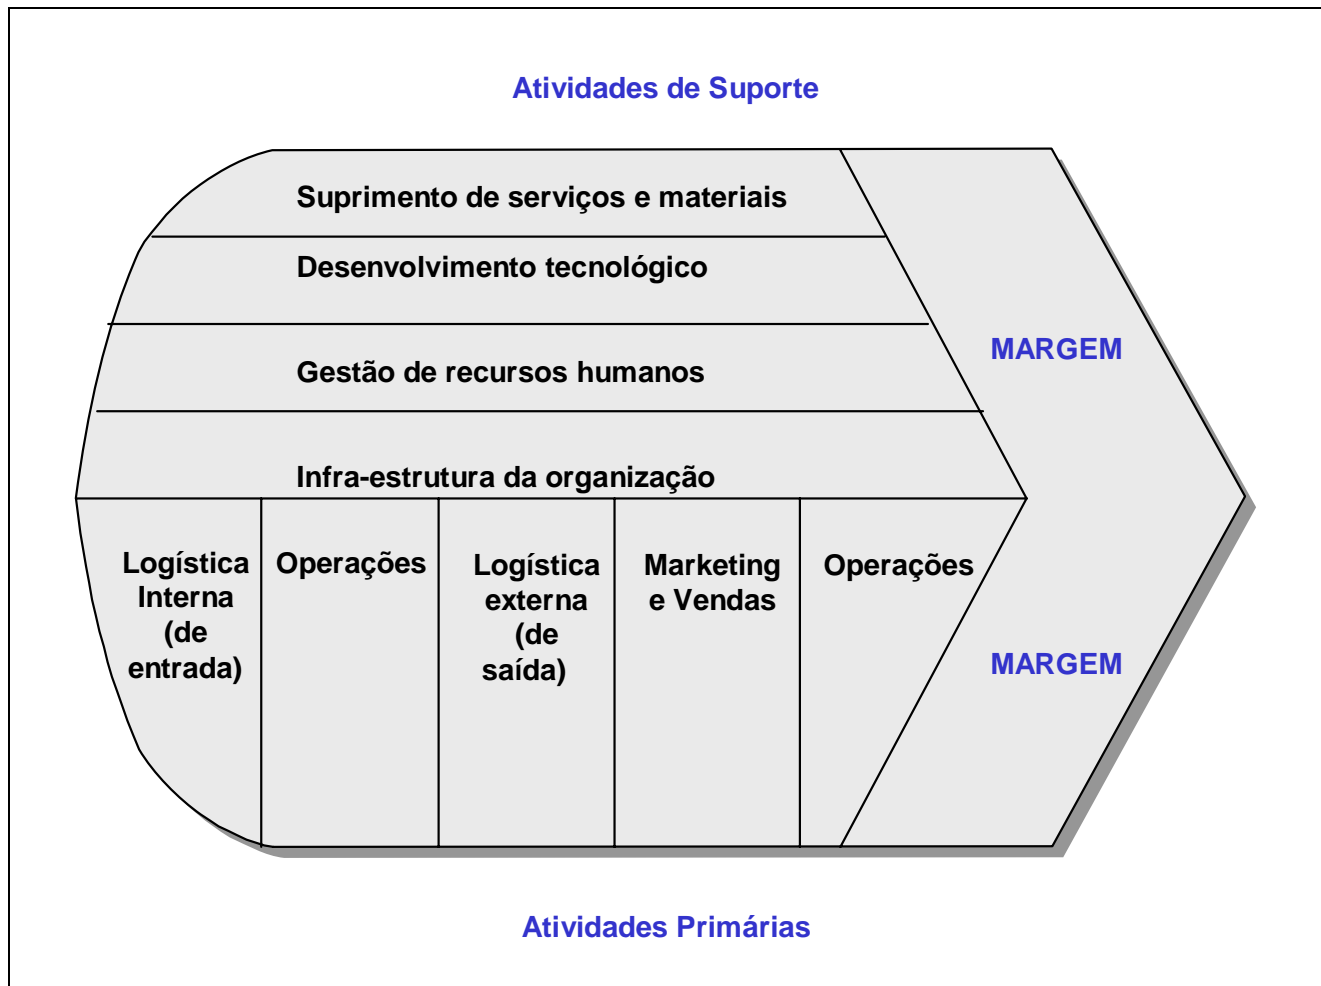 Atividades de Suporte
Suprimento de serviços e materiais
Desenvolvimento tecnológico
MARGEM
Gestão de recursos humanos
Infra-estrutura da organização
Logística
Interna
(de
entrada)
Operações
Logística
externa
(de
saída)
Marketing
e Vendas
Operações
MARGEM
Atividades Primárias